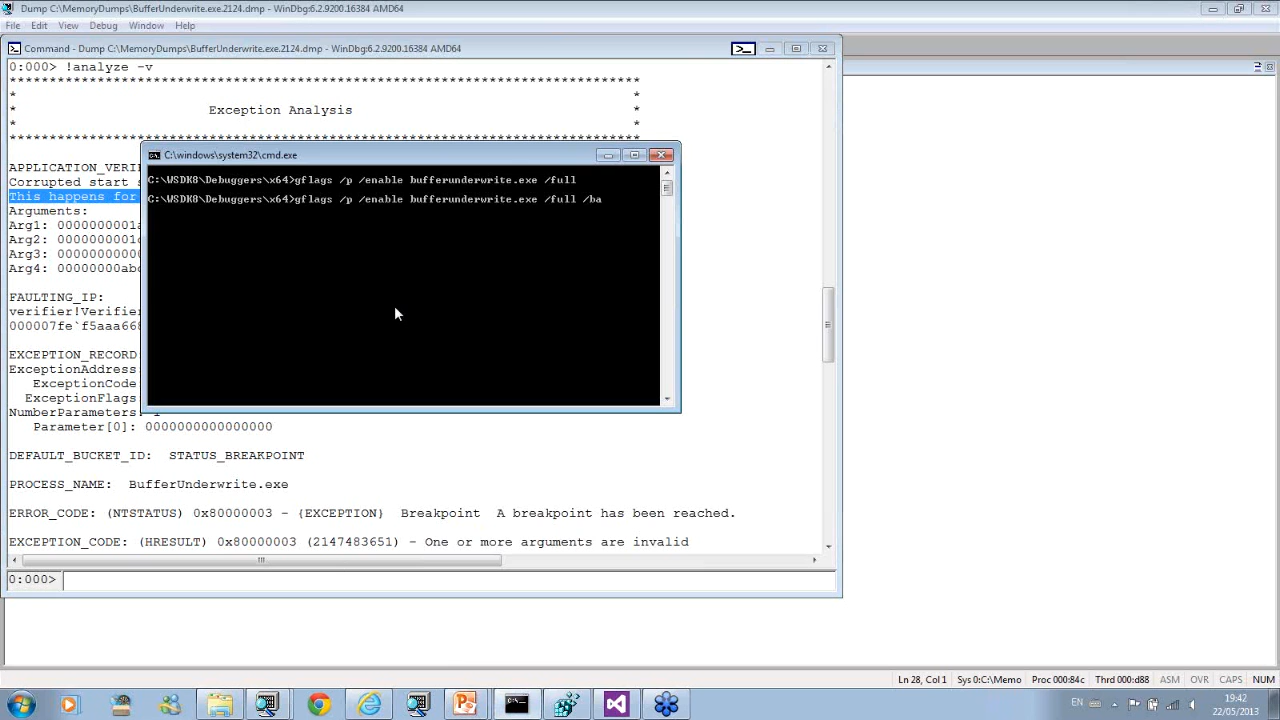 Dump C:\MemoryDumps\BufferUnderwrite.exe.2124.dmp - WinDbg:6.2.9200.16384 AMD64
File Edit View Debug Window Help
Command - Dump C:\MemoryDumps\BufferUnderwrite.exe.2124.dmp - WinDbg:6.2.9200.16384 AMD64
0:000> !analyze -v
*******************************************************************************
* *
* Exception Analysis *
* *
*******************************************************************************
APPLICATION_VERI
Corrupted start
This happens for
Arguments:
Arg1: 0000000001
Arg2: 0000000001
Arg3: 0000000000
Arg4: 00000000
FAULTING_IP:
verifier!Verifier
000007fe`f5aaa668
EXCEPTION_RECORD
ExceptionAddress
ExceptionCode
ExceptionFlags
NumberParameters:
Parameter[0]: 0000000000000000
DEFAULT_BUCKET_ID: STATUS_BREAKPOINT
PROCESS_NAME: BufferUnderwrite.exe
ERROR_CODE: (NTSTATUS) 0x80000003 - {EXCEPTION} Breakpoint A breakpoint has been reached.
EXCEPTION_CODE: (HRESULT) 0x80000003 (2147483651) - One or more arguments are invalid
0:000>
C:\windows\system32\cmd.exe
C:\WSDK8\Debuggers\x64>gflags /p /enable bufferunderwrite.exe /full
C:\WSDK8\Debuggers\x64>gflags /p /enable bufferunderwrite.exe /full /ba
Ln 28, Col 1 Sys 0:C:\Memo Proc 000:84c Thrd 000:d88 ASM OVR CAPS NUM
EN
19:42
22/05/2013